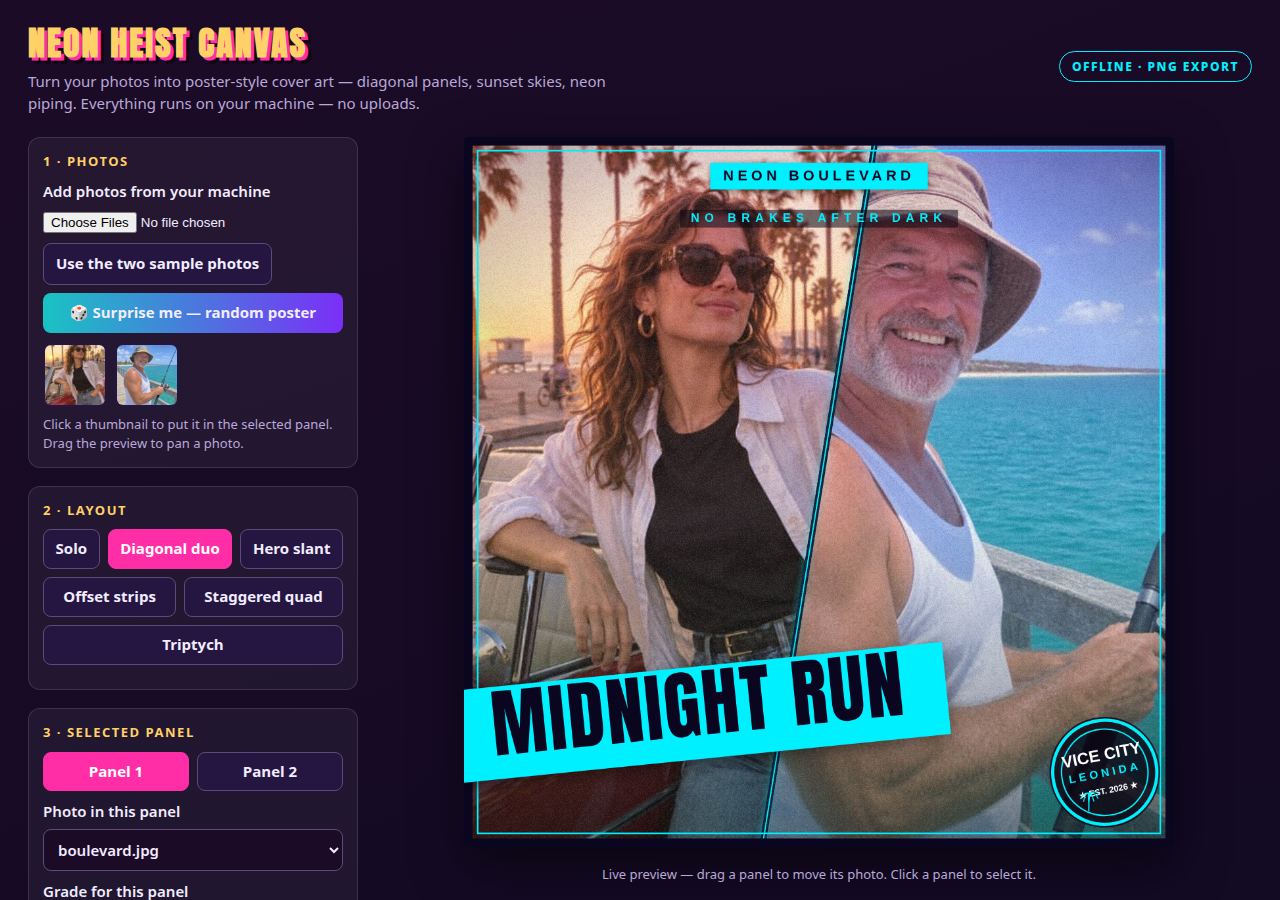 NEON HEIST CANVAS
Turn your photos into poster-style cover art — diagonal panels, sunset skies, neon
piping. Everything runs on your machine — no uploads.
OFFLINE · PNG EXPORT
1 · PHOTOS
Add photos from your machine
Choose Files No file chosen
Use the two sample photos
🎲 Surprise me — random poster
Click a thumbnail to put it in the selected panel.
Drag the preview to pan a photo.
2 · LAYOUT
Solo
Diagonal duo
Hero slant
Offset strips
Staggered quad
Triptych
3 · SELECTED PANEL
Panel 1
Panel 2
Photo in this panel
boulevard.jpg
Grade for this panel
NEON BOULEVARD
NO BRAKES AFTER DARK
MIDNIGHT RUN
VICE CITY
LEONIDA
★ EST. 2026 ★
Live preview — drag a panel to move its photo. Click a panel to select it.